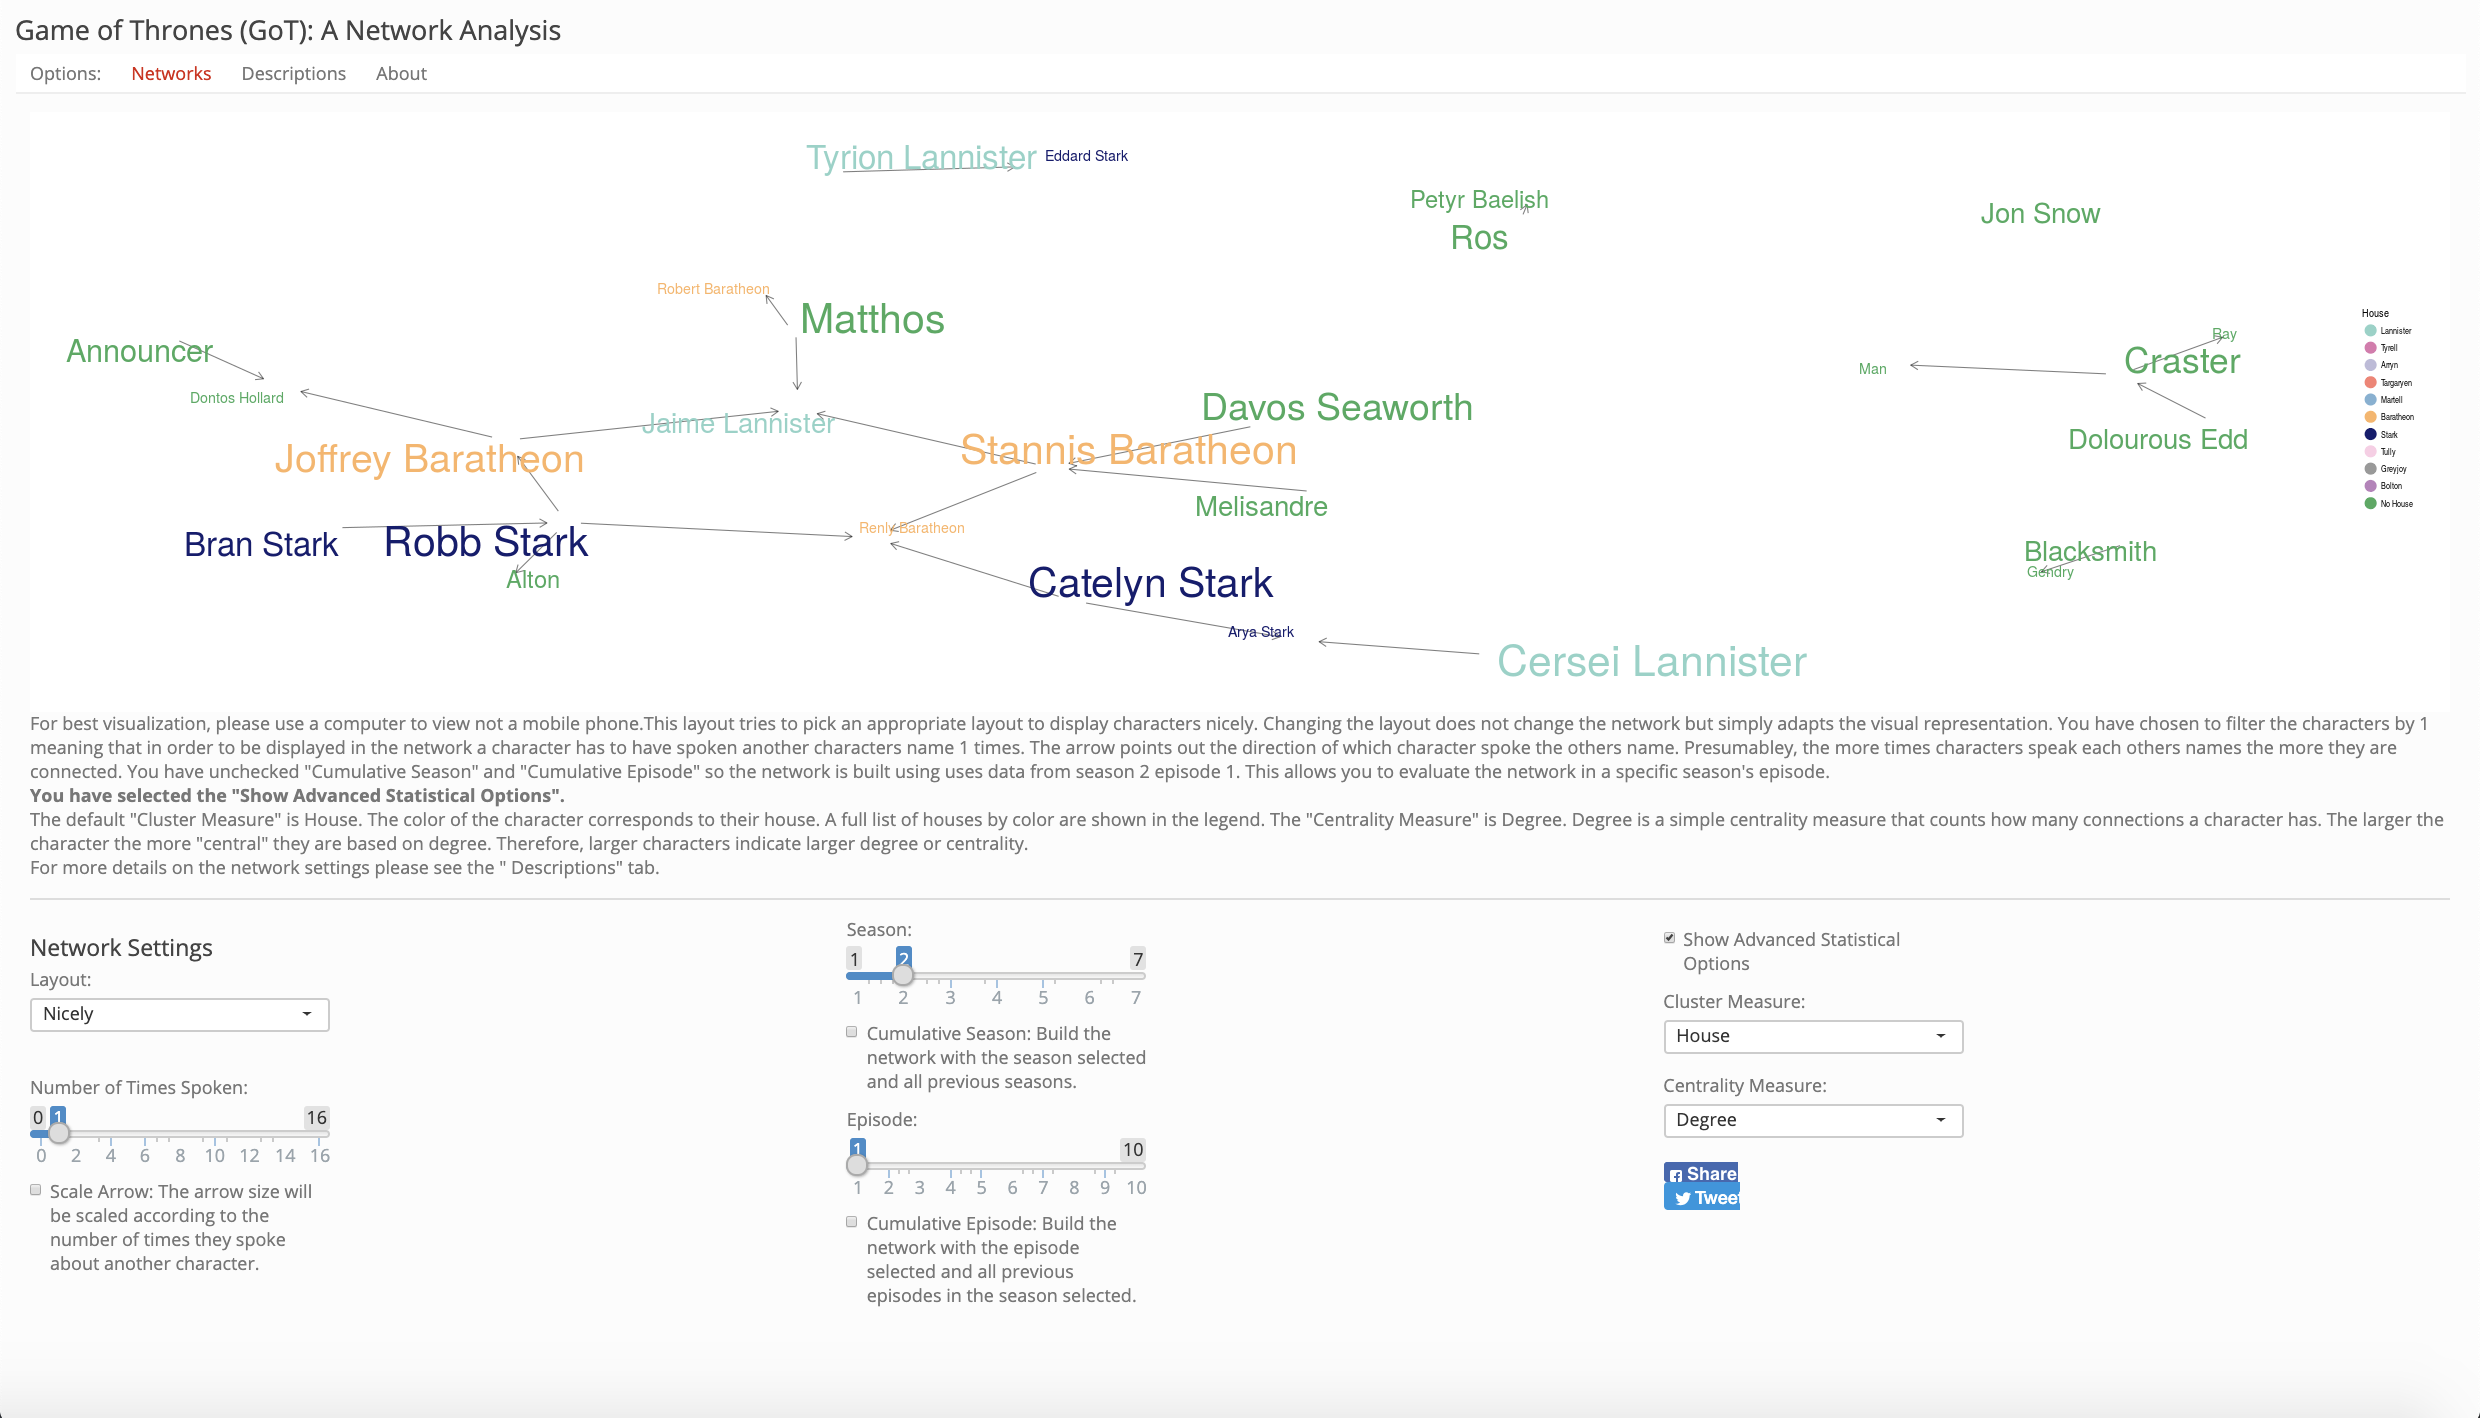 Game of Thrones (GoT): A Network Analysis
Options: Networks Descriptions About
Tyrion Lannister Eddard Stark
Petyr Baelish
Ros
Jon Snow
Robert Baratheon
Matthos
Announcer
Dontos Hollard
Jaime Lannister
Davos Seaworth
Stannis Baratheon
Joffrey Baratheon
Melisandre
Renly Baratheon
Bran Stark
Robb Stark
Alton
Catelyn Stark
Arya Stark
Cersei Lannister
Ray
Craster
Man
Dolourous Edd
Blacksmith
Gendry
House
Lannister
Tyrell
Arryn
Targaryen
Martell
Baratheon
Stark
Tully
Greyjoy
Bolton
No House
For best visualization, please use a computer to view not a mobile phone.This layout tries to pick an appropriate layout to display characters nicely. Changing the layout does not change the network but simply adapts the visual representation. You have chosen to filter the characters by 1
meaning that in order to be displayed in the network a character has to have spoken another characters name 1 times. The arrow points out the direction of which character spoke the others name. Presumabley, the more times characters speak each others names the more they are
connected. You have unchecked "Cumulative Season" and "Cumulative Episode" so the network is built using uses data from season 2 episode 1. This allows you to evaluate the network in a specific season's episode.
You have selected the "Show Advanced Statistical Options".
The default "Cluster Measure" is House. The color of the character corresponds to their house. A full list of houses by color are shown in the legend. The "Centrality Measure" is Degree. Degree is a simple centrality measure that counts how many connections a character has. The larger the
character the more "central" they are based on degree. Therefore, larger characters indicate larger degree or centrality.
For more details on the network settings please see the " Descriptions" tab.
Network Settings
Layout:
Nicely
Number of Times Spoken:
0 1 16
0 2 4 6 8 10 12 14 16
Scale Arrow: The arrow size will
be scaled according to the
number of times they spoke
about another character.
Season:
1 2 7
1 2 3 4 5 6 7
Cumulative Season: Build the
network with the season selected
and all previous seasons.
Episode:
1 10
1 2 3 4 5 6 7 8 9 10
Cumulative Episode: Build the
network with the episode
selected and all previous
episodes in the season selected.
Show Advanced Statistical
Options
Cluster Measure:
House
Centrality Measure:
Degree
Share
Tweet